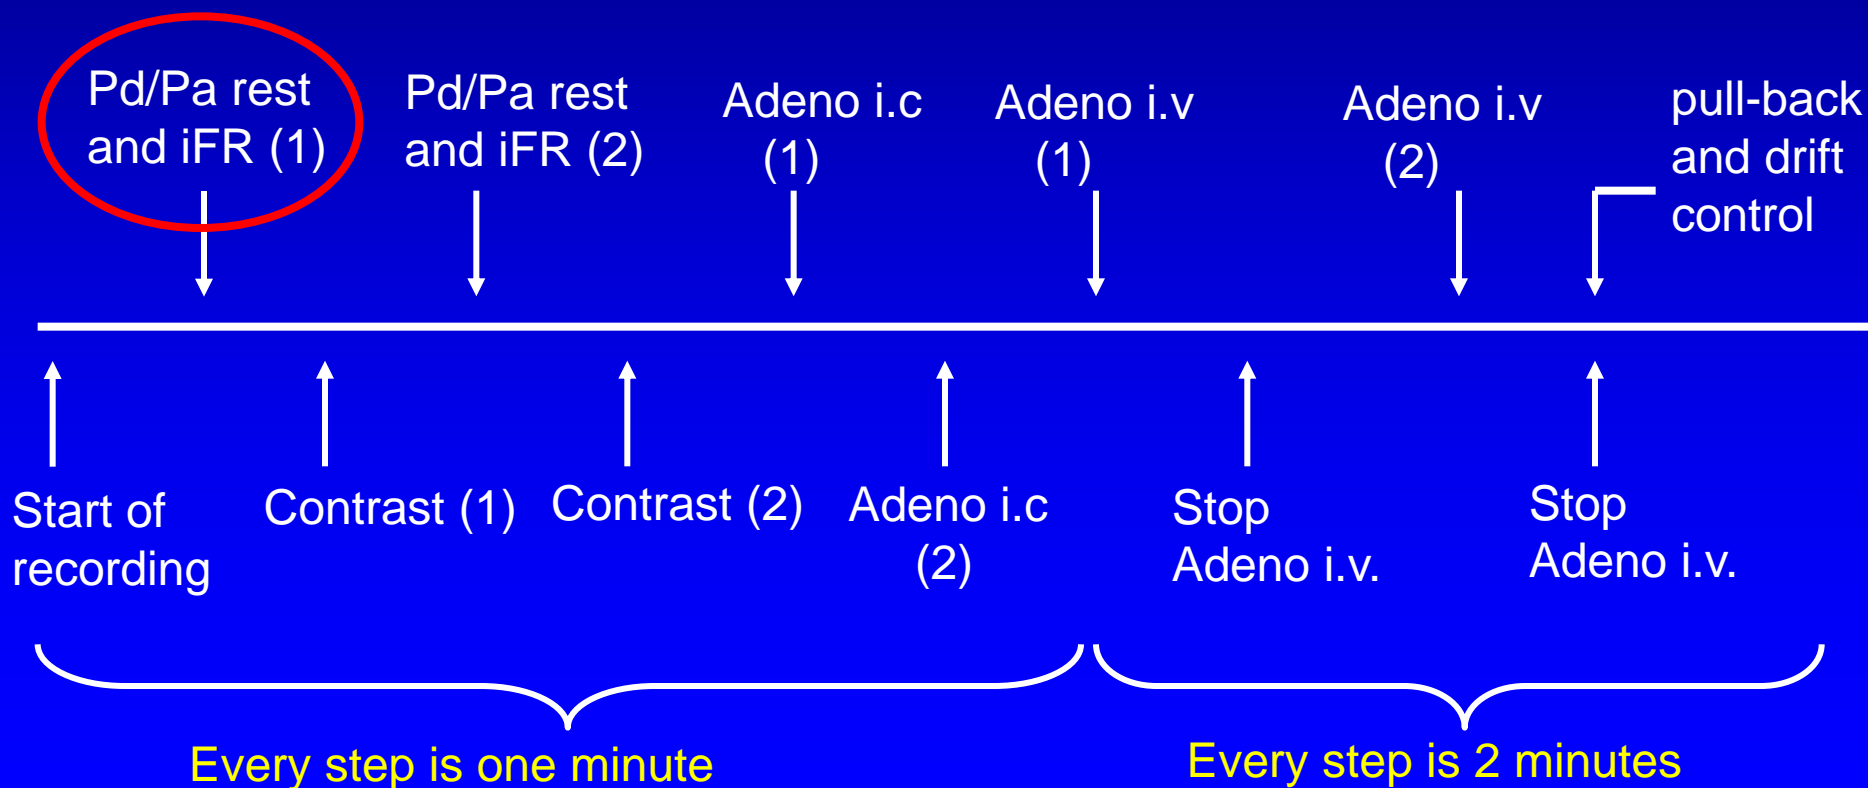 Pd/Pa rest
and iFR (1)
Pd/Pa rest
and iFR (2)
Adeno i.c
(1)
Adeno i.v
(1)
Adeno i.v
(2)
pull-back
and drift
control
Start of
recording
Contrast (1)
Contrast (2)
Adeno i.c
(2)
Stop
Adeno i.v.
Stop
Adeno i.v.
Every step is one minute
Every step is 2 minutes